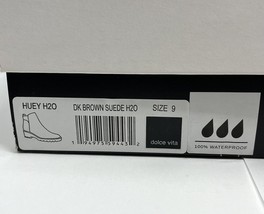 HUEY H2O
DK BROWN SUEDE H2O
SIZE 9
dolce vita
100% WATERPROOF